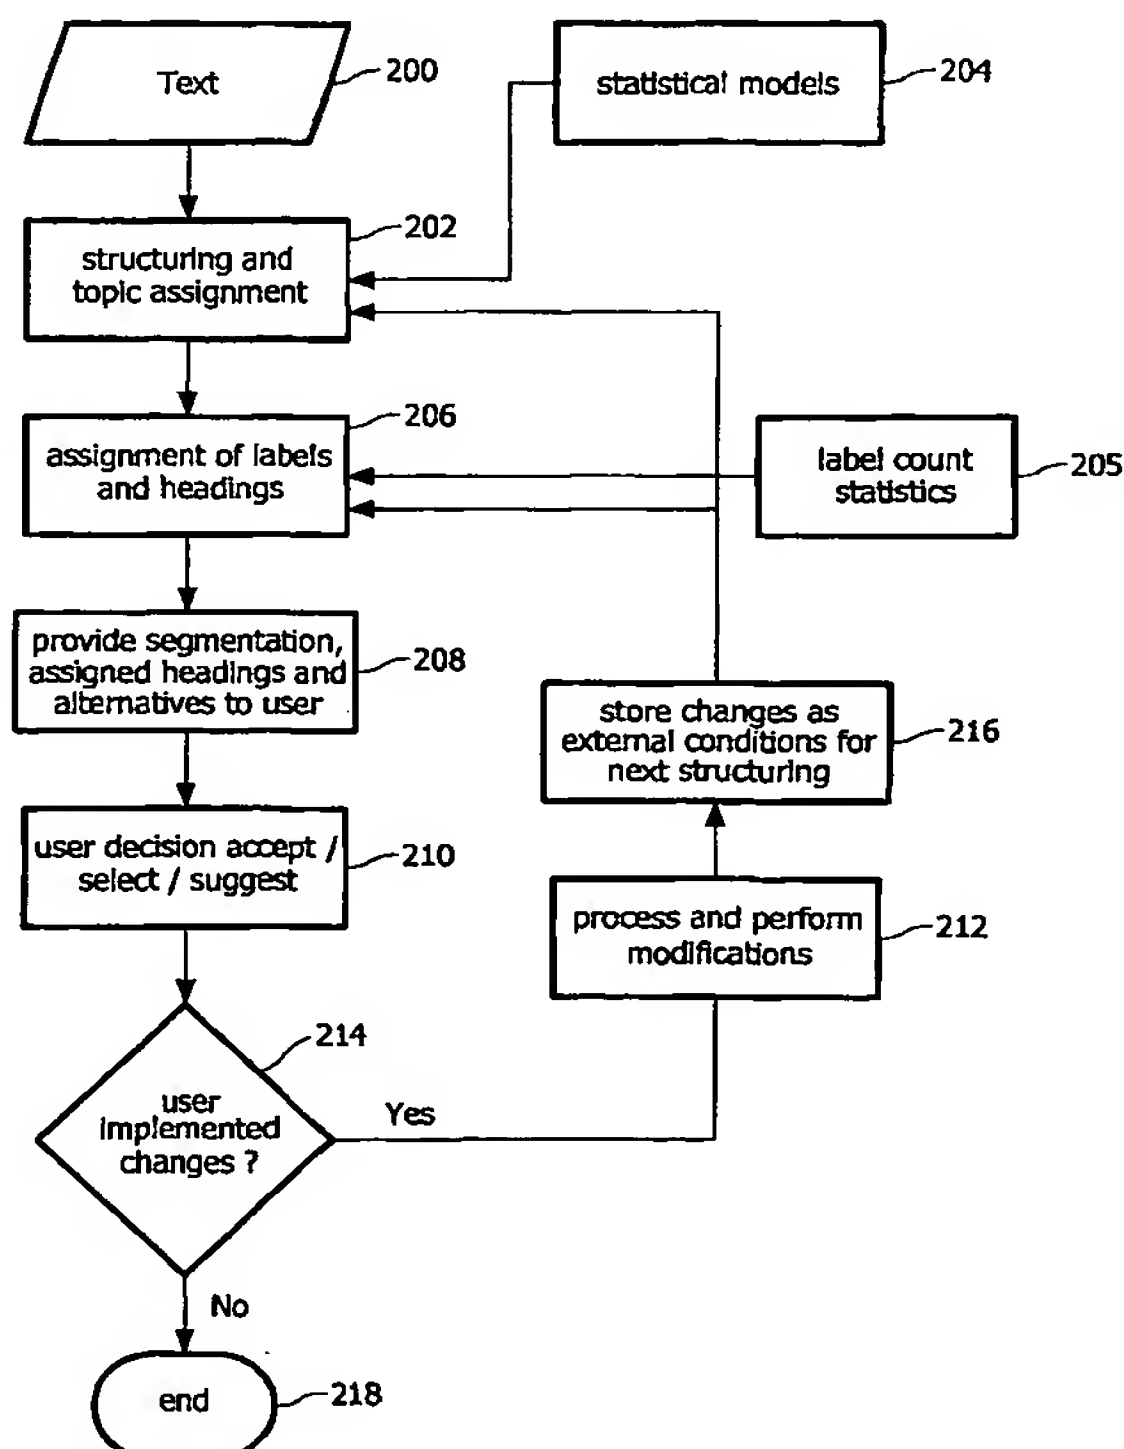 Text
200
statistical models
204
202
structuring and
topic assignment
206
assignment of labels
and headings
label count
statistics
205
provide segmentation,
assigned headings and
alternatives to user
208
store changes as
external conditions for
next structuring
216
user decision accept /
select / suggest
210
process and perform
modifications
212
214
user
implemented
changes ?
Yes
No
end
218